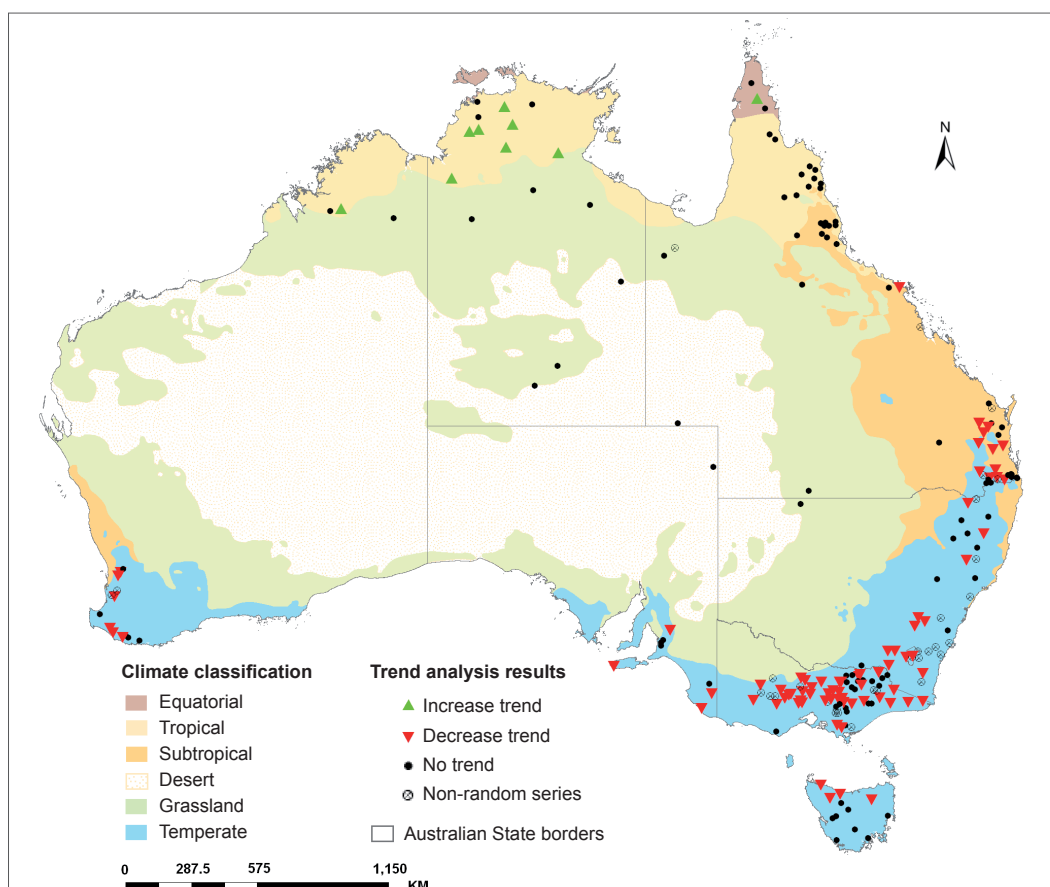 N
Climate classification
Equatorial
Tropical
Subtropical
Desert
Grassland
Temperate
Trend analysis results
Increase trend
Decrease trend
No trend
Non-random series
Australian State borders
0 287.5 575 1,150
KM